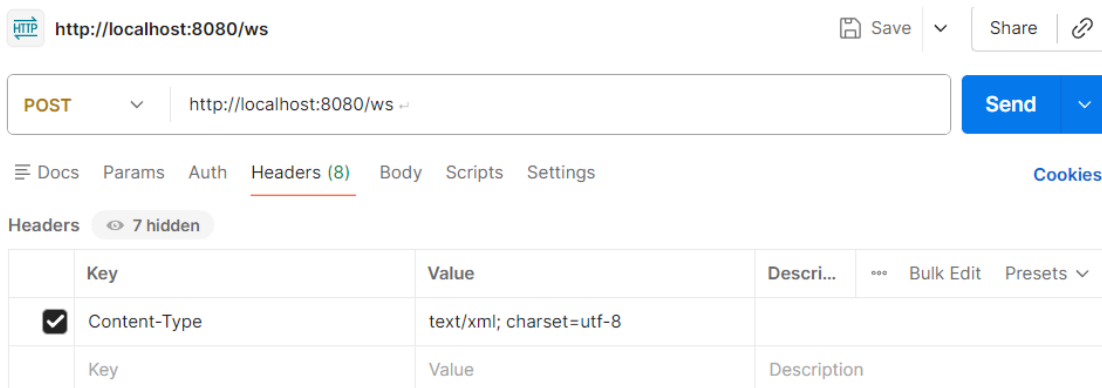 HTTP http://localhost:8080/ws Save Share
POST http://localhost:8080/ws Send
Docs Params Auth Headers (8) Body Scripts Settings Cookies
Headers 7 hidden
Key Value Descri... Bulk Edit Presets
Content-Type text/xml; charset=utf-8
Key Value Description